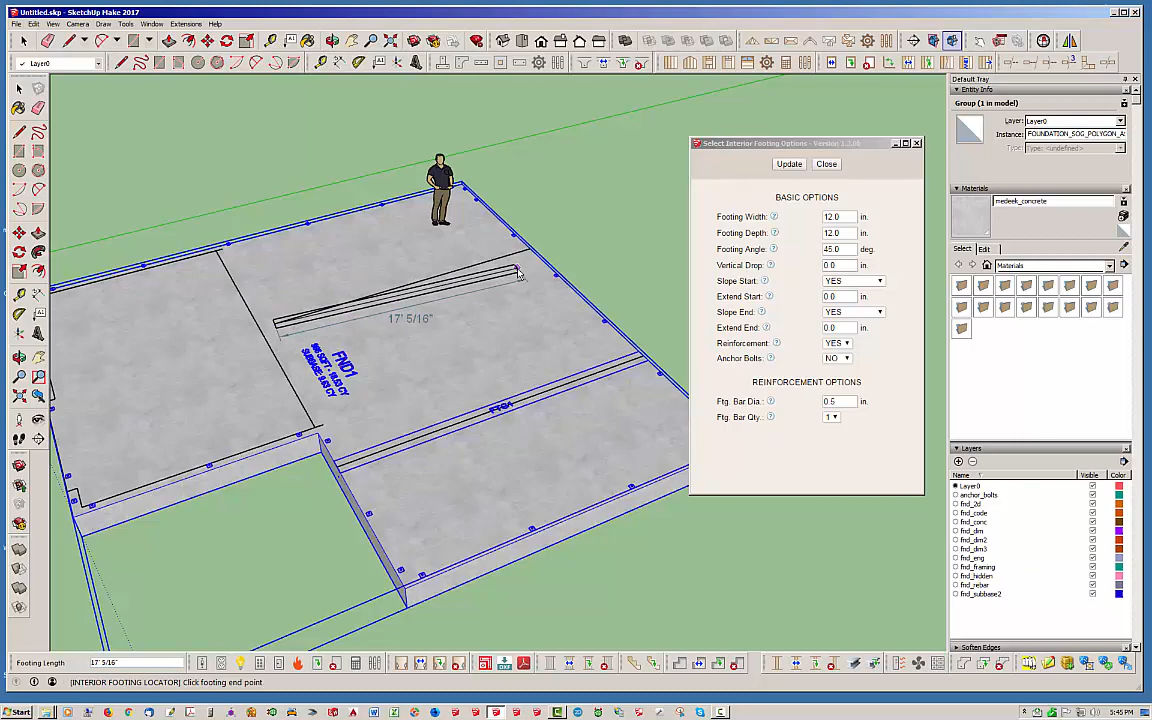 Untitled.skp - SketchUp Make 2017
File Edit View Camera Draw Tools Window Extensions Help
Layer0
Default Tray
Entity Info
Group (1 in model)
Layer: Layer0
Instance: FOUNDATION_SOG_POLYGON_A
Type: <undefined>
Materials
medeek_concrete
Select Edit
Materials
Select Interior Footing Options - Version
Update Close
BASIC OPTIONS
Footing Width: 12.0 in.
Footing Depth: 12.0 in.
Footing Angle: 45.0 deg.
Vertical Drop: 0.0 in.
Slope Start: YES
Extend Start: 0.0 in.
Slope End: YES
Extend End: 0.0 in.
Reinforcement: YES
Anchor Bolts: NO
REINFORCEMENT OPTIONS
Ftg. Bar Dia.: 0.5 in.
Ftg. Bar Qty.: 1
17' 5/16"
FND1
FTG1
Layers
Name Visible Color
Layer0
anchor_bolts
fnd_2d
fnd_code
fnd_conc
fnd_dim
fnd_dim2
fnd_dim3
fnd_eng
fnd_framing
fnd_hidden
fnd_rebar
fnd_subbase2
Soften Edges
Footing Length 17' 5/16"
[INTERIOR FOOTING LOCATOR] Click footing end point
Start
5:45 PM